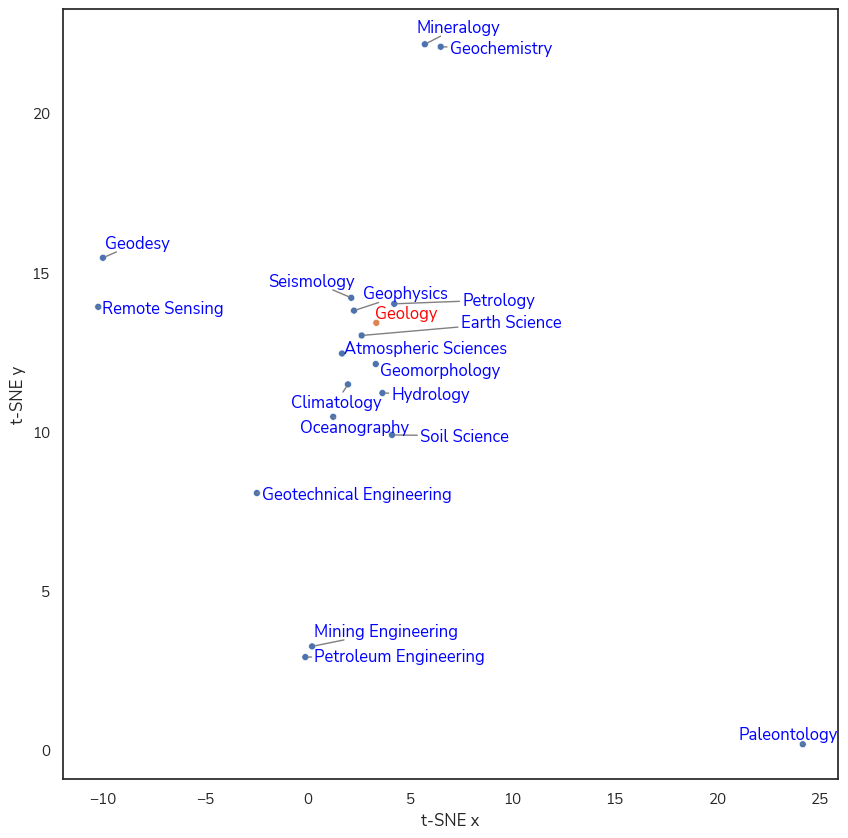 Mineralogy
Geochemistry
20
Geodesy
15
Seismology
Geophysics
Petrology
Remote Sensing
Geology
Earth Science
Atmospheric Sciences
Geomorphology
Climatology
Hydrology
10
Oceanography
Soil Science
Geotechnical Engineering
5
Mining Engineering
Petroleum Engineering
Paleontology
0
−10 −5 0 5 10 15 20 25
t-SNE x
t-SNE y